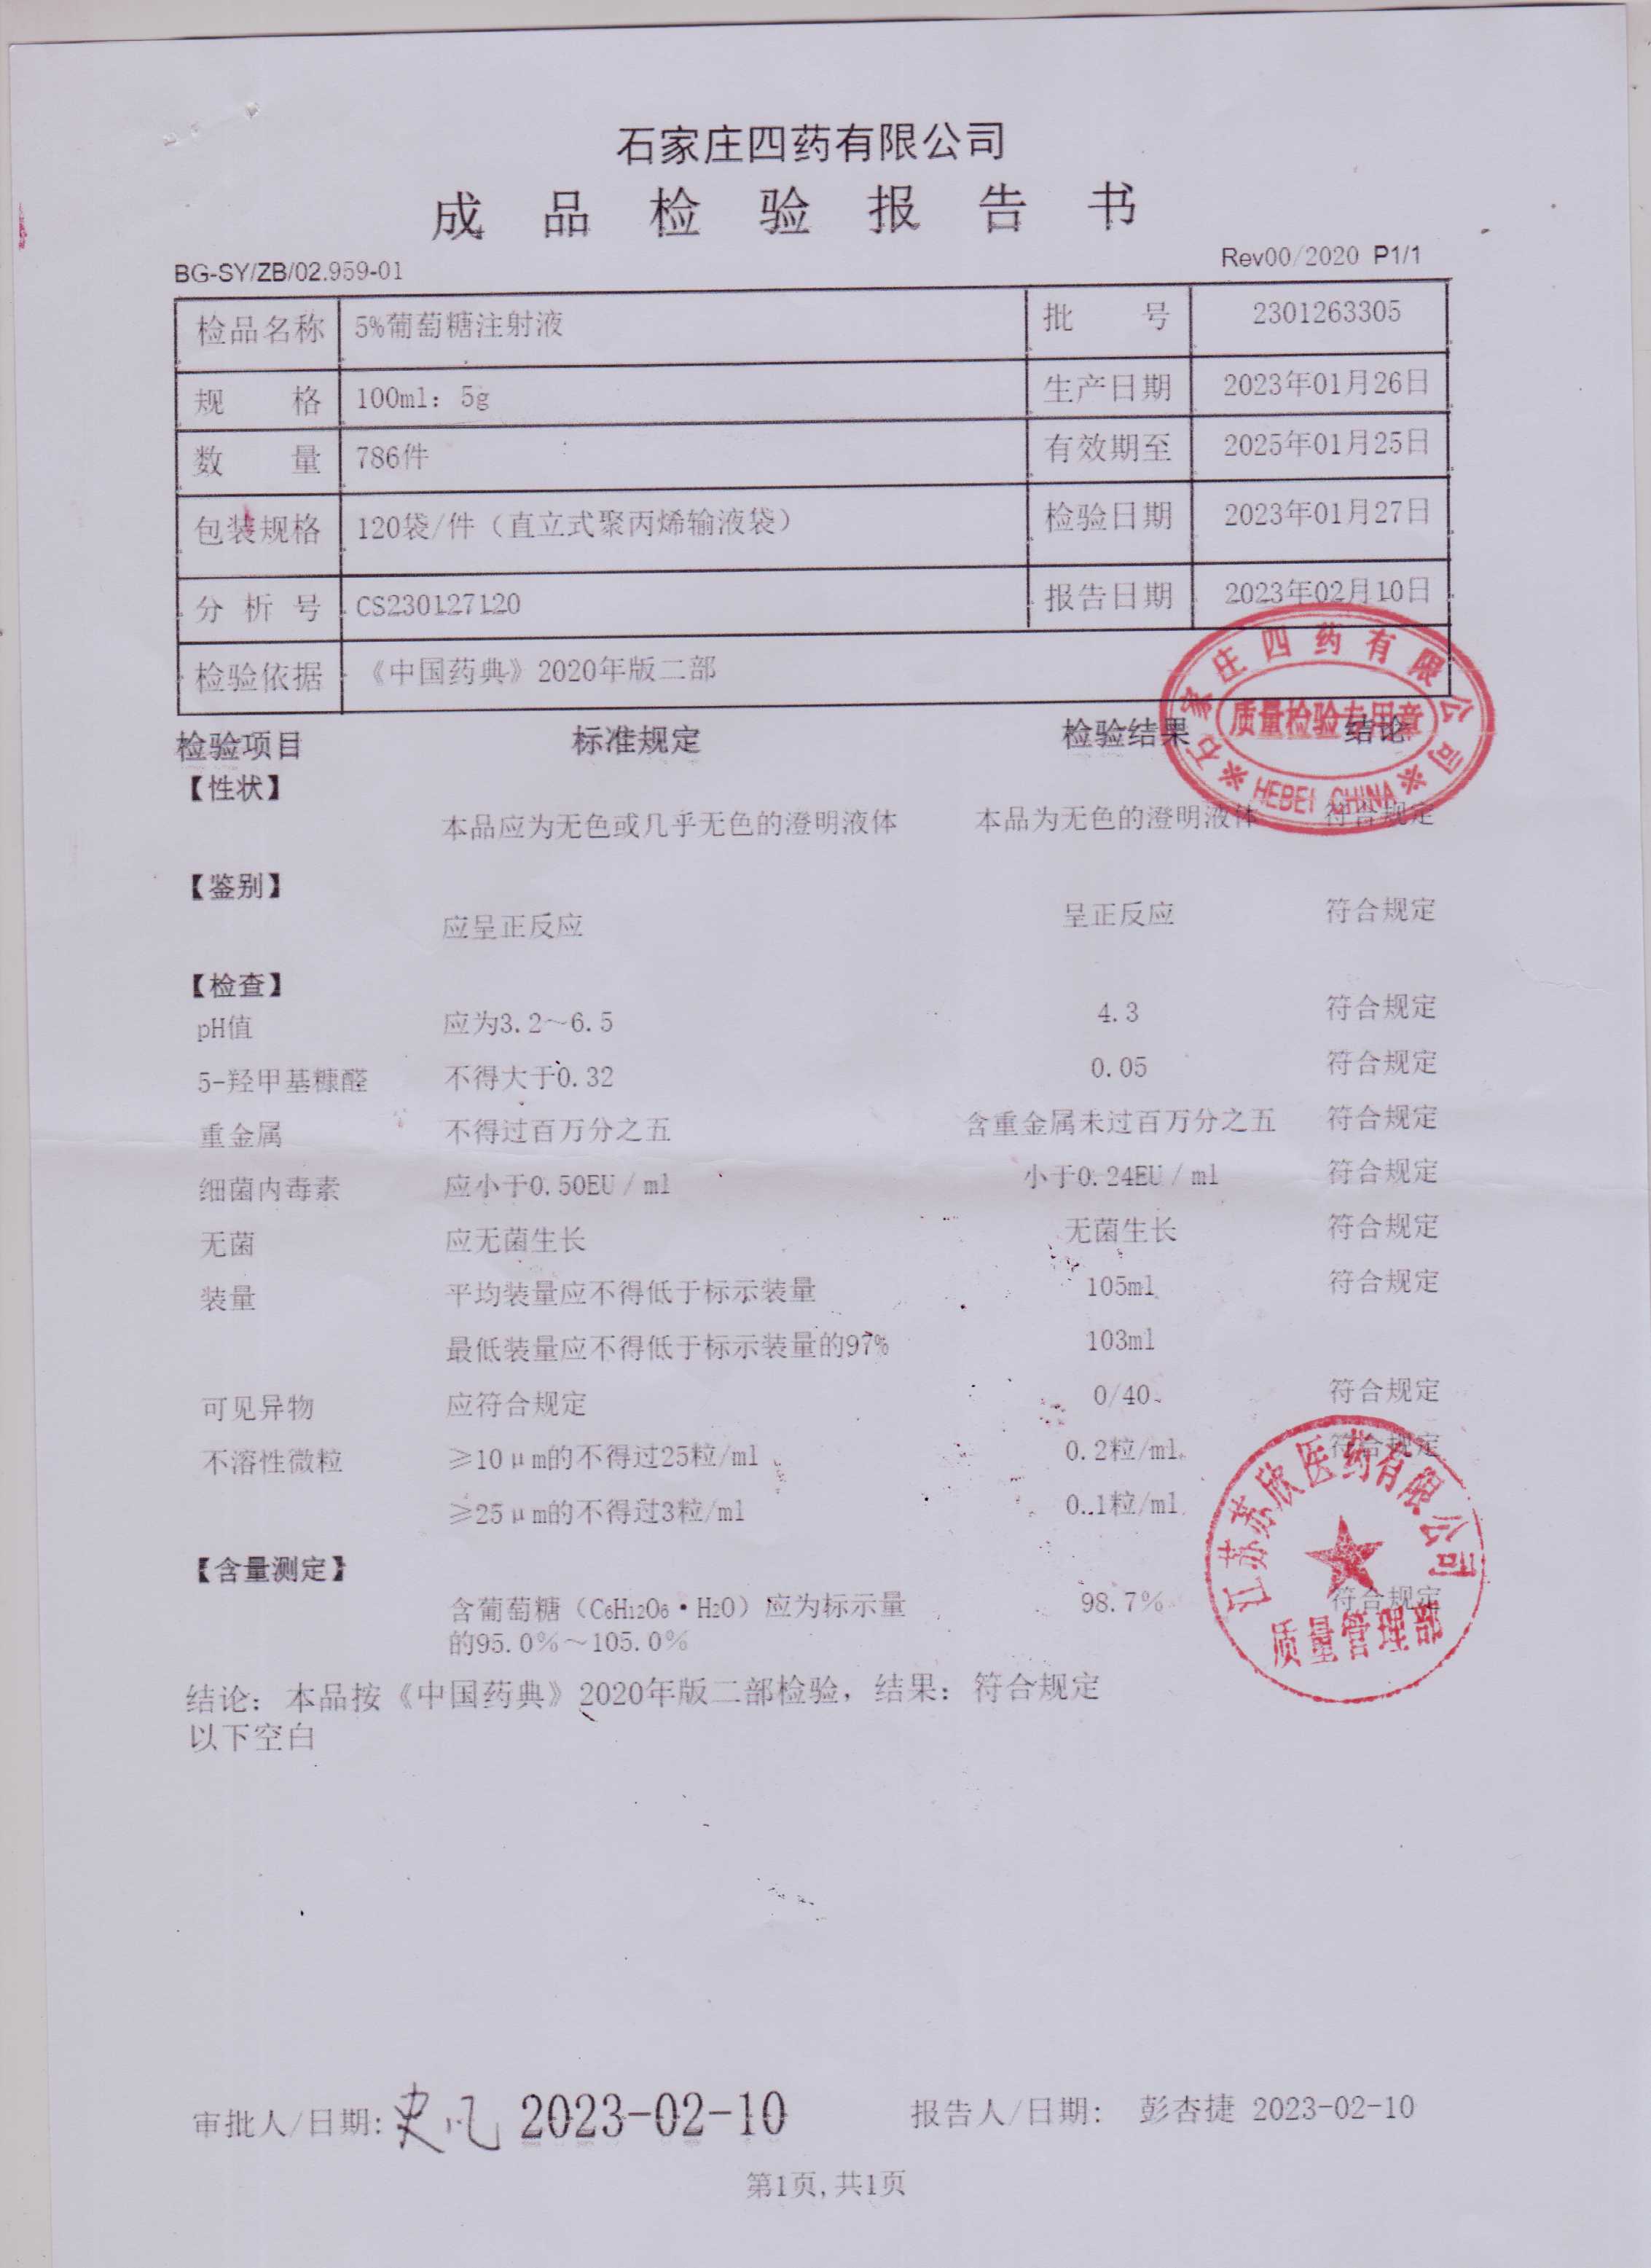 石家庄四药有限公司
成品检验报告书
BG-SY/ZB/02.959-01 Rev00/2020 P1/1
检品名称 5%葡萄糖注射液 批号 2301263305
规格 100ml：5g 生产日期 2023年01月26日
数量 786件 有效期至 2025年01月25日
包装规格 120袋/件（直立式聚丙烯输液袋） 检验日期 2023年01月27日
分析号 CS230127120 报告日期 2023年02月10日
检验依据 《中国药典》2020年版二部
石家庄四药有限公司
质量检验专用章
※HEBEI CHINA※
检验项目 标准规定 检验结果 结论
【性状】
本品应为无色或几乎无色的澄明液体 本品为无色的澄明液体 符合规定
【鉴别】
应呈正反应 呈正反应 符合规定
【检查】
pH值 应为3.2～6.5 4.3 符合规定
5-羟甲基糠醛 不得大于0.32 0.05 符合规定
重金属 不得过百万分之五 含重金属未过百万分之五 符合规定
细菌内毒素 应小于0.50EU/ml 小于0.24EU/ml 符合规定
无菌 应无菌生长 无菌生长 符合规定
装量 平均装量应不得低于标示装量 105ml 符合规定
最低装量应不得低于标示装量的97% 103ml
可见异物 应符合规定 0/40 符合规定
不溶性微粒 ≥10μm的不得过25粒/ml 0.2粒/ml 符合规定
≥25μm的不得过3粒/ml 0.1粒/ml
【含量测定】
含葡萄糖（C6H12O6·H2O）应为标示量 98.7% 符合规定
的95.0%～105.0%
江苏苏欣医药有限公司
质量管理部
结论：本品按《中国药典》2020年版二部检验，结果：符合规定
以下空白
审批人/日期：史凡 2023-02-10 报告人/日期： 彭杏捷 2023-02-10
第1页,共1页